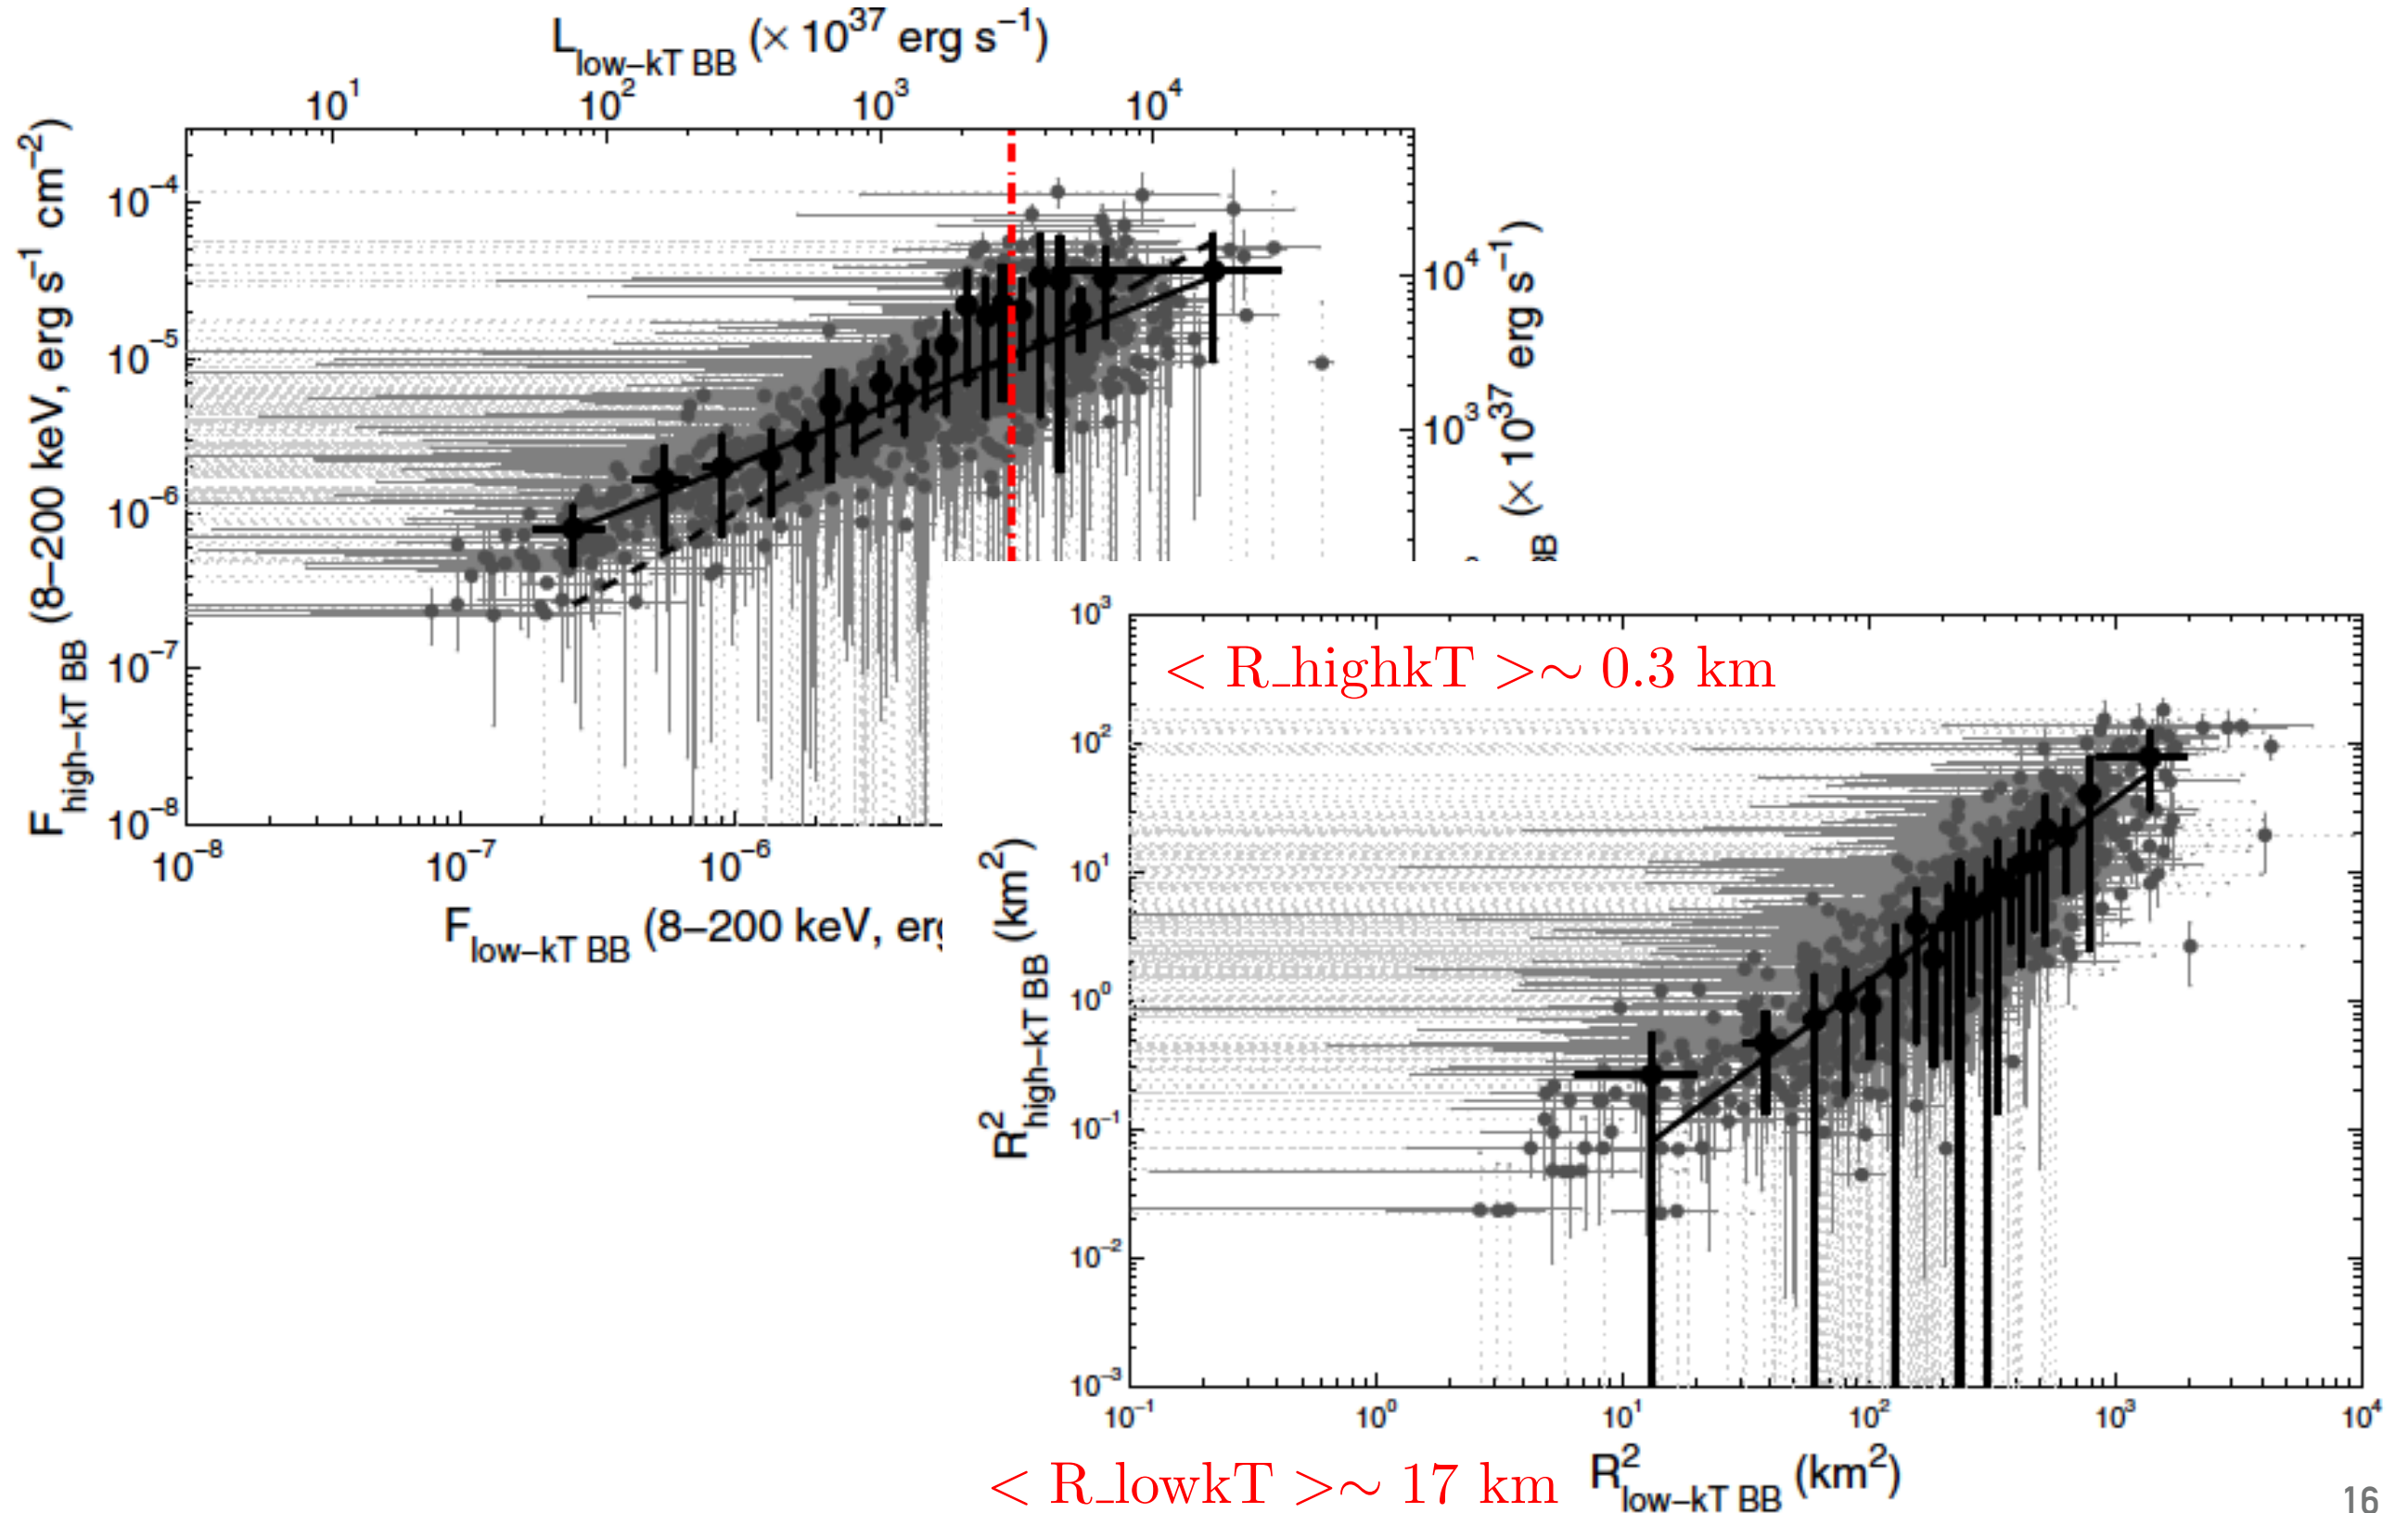 L_low–kT BB (× 10^37 erg s^−1)
10^1 10^2 10^3 10^4
F_high–kT BB (8–200 keV, erg s^−1 cm^−2)
10^−4
10^−5
10^−6
10^−7
10^−8
10^−8 10^−7 10^−6
F_low–kT BB (8–200 keV, erg
10^4
10^3
BB (× 10^37 erg s^−1)
< R_highkT >∼ 0.3 km
R^2_high–kT BB (km^2)
10^3
10^2
10^1
10^0
10^−1
10^−2
10^−3
10^−1 10^0 10^1 10^2 10^3 10^4
< R_lowkT >∼ 17 km
R^2_low–kT BB (km^2)
16